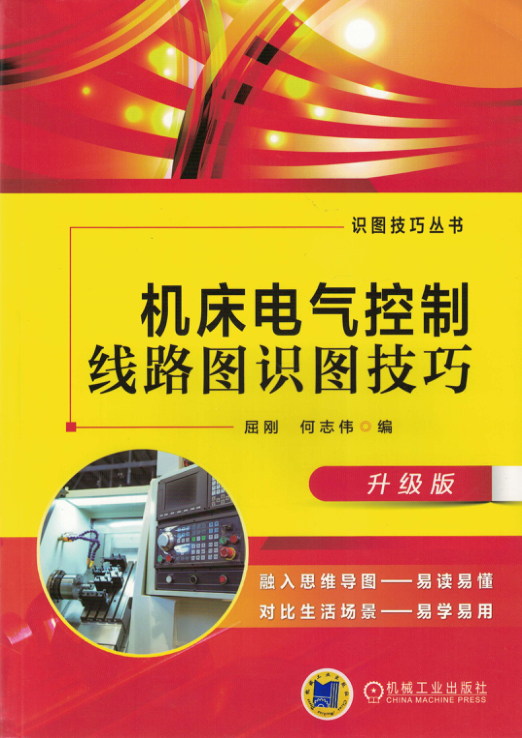 识图技巧丛书
机床电气控制
线路图识图技巧
屈刚 何志伟 编
升级版
融入思维导图——易读易懂
对比生活场景——易学易用
机械工业出版社
CHINA MACHINE PRESS